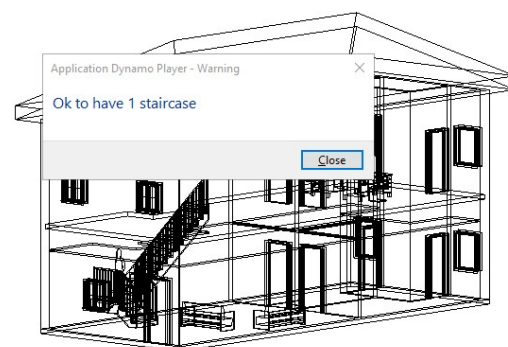 Application Dynamo Player - Warning
Ok to have 1 staircase
Close